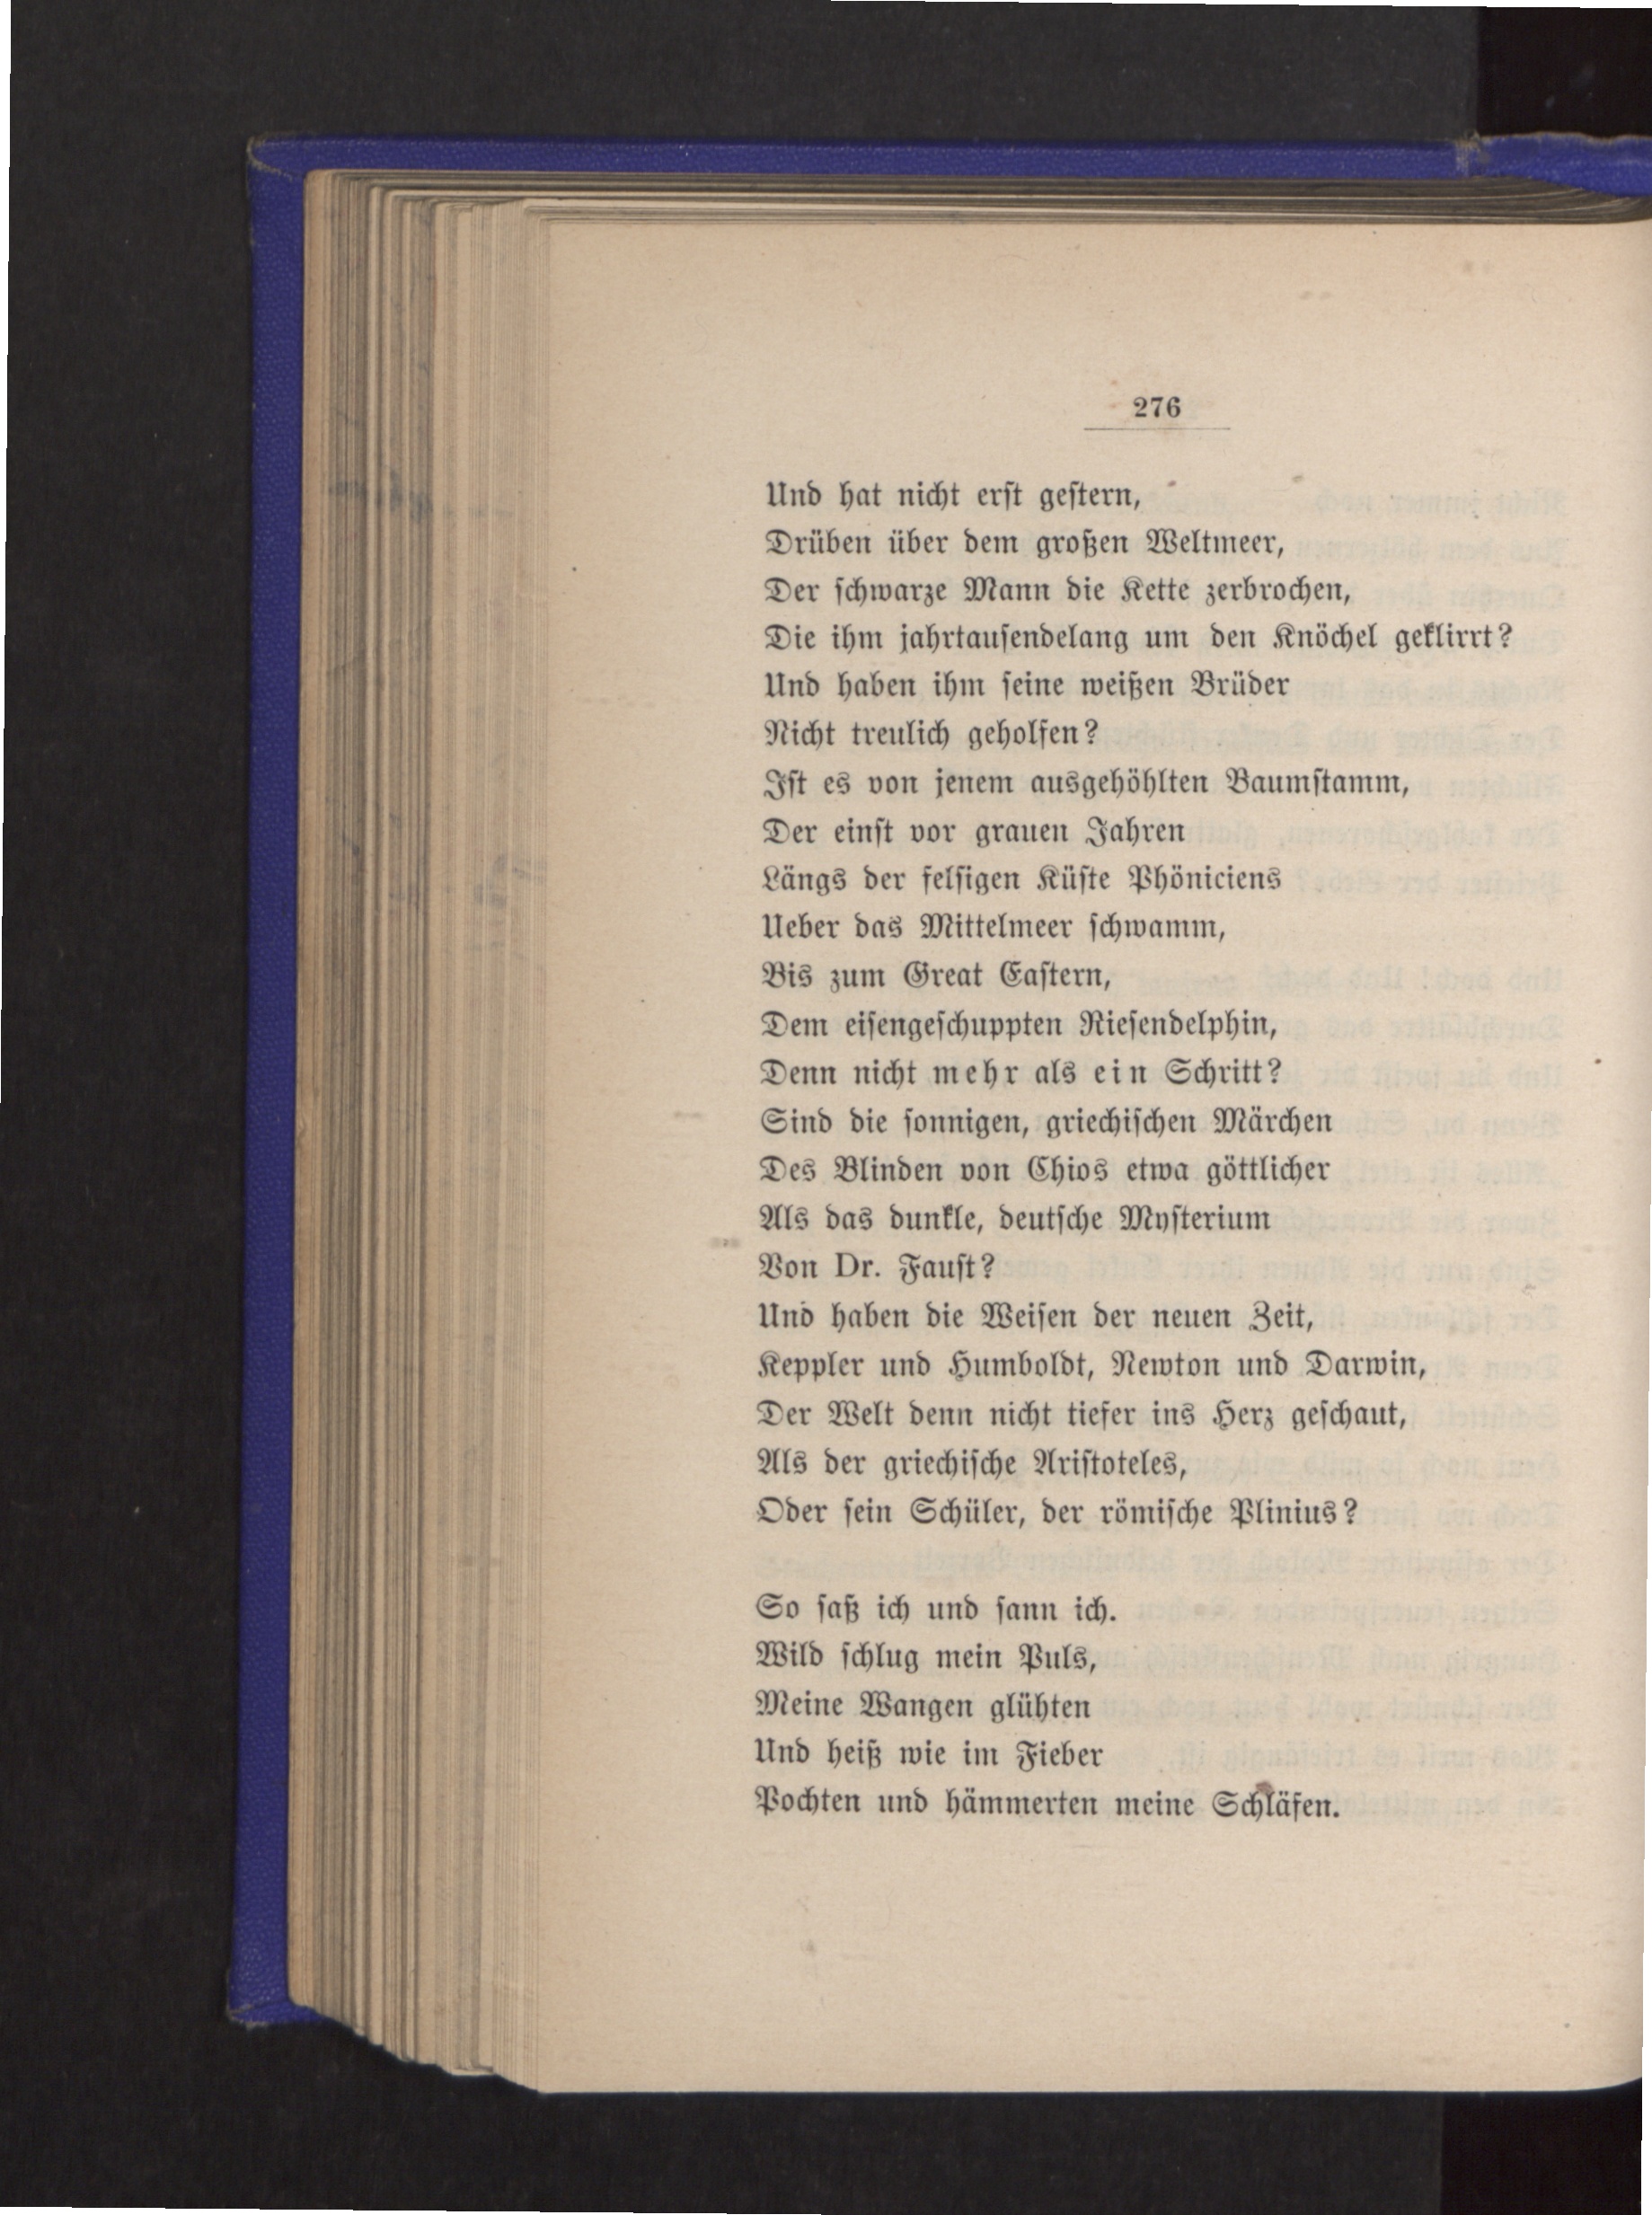 276
Und hat nicht erst gestern,
Drüben über dem großen Weltmeer,
Der schwarze Mann die Kette zerbrochen,
Die ihm jahrtausendelang um den Knöchel geklirrt?
Und haben ihm seine weißen Brüder
Nicht treulich geholfen?
Ist es von jenem ausgehöhlten Baumstamm,
Der einst vor grauen Jahren
Längs der felsigen Küste Phöniciens
Ueber das Mittelmeer schwamm,
Bis zum Great Eastern,
Dem eisengeschuppten Riesendelphin,
Denn nicht mehr als ein Schritt?
Sind die sonnigen, griechischen Märchen
Des Blinden von Chios etwa göttlicher
Als das dunkle, deutsche Mysterium
Von Dr. Faust?
Und haben die Weisen der neuen Zeit,
Keppler und Humboldt, Newton und Darwin,
Der Welt denn nicht tiefer ins Herz geschaut,
Als der griechische Aristoteles,
Oder sein Schüler, der römische Plinius?
So saß ich und sann ich.
Wild schlug mein Puls,
Meine Wangen glühten
Und heiß wie im Fieber
Pochten und hämmerten meine Schläfen.